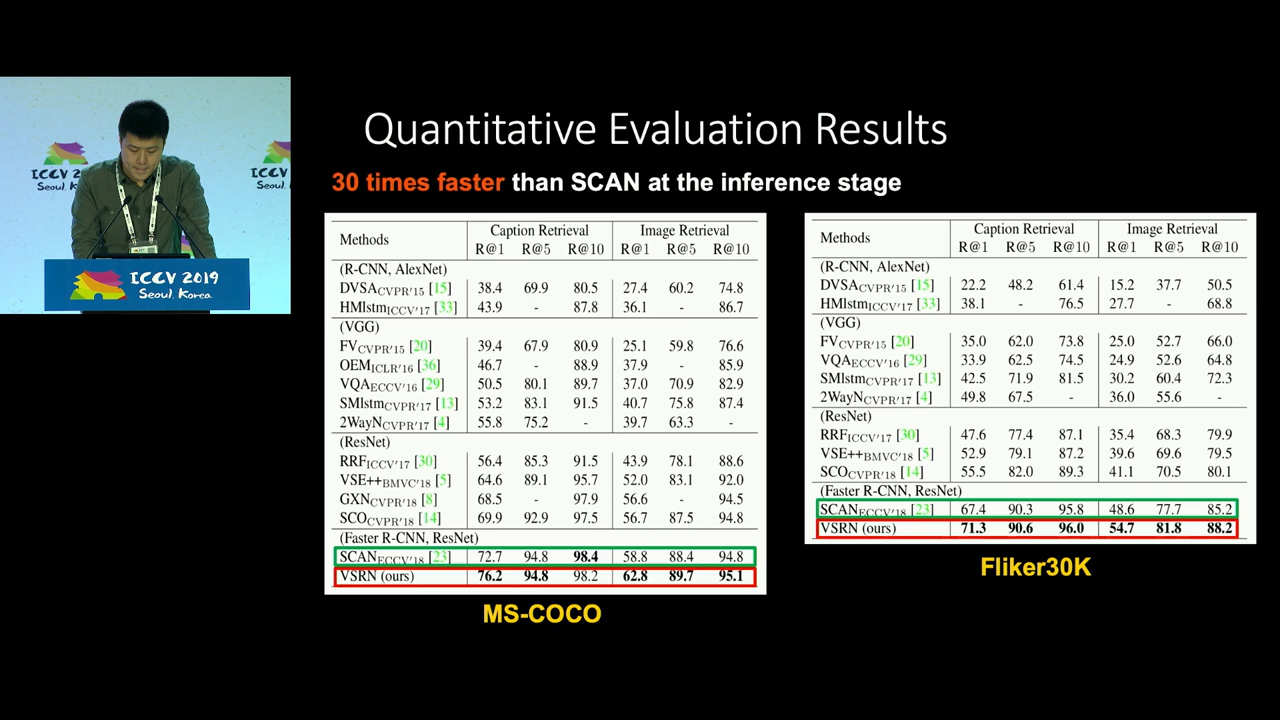 Quantitative Evaluation Results
30 times faster than SCAN at the inference stage
ICCV 2
Seoul, K
ICCV
Seoul,
ICCV 2019
Seoul, Korea
Methods Caption Retrieval Image Retrieval
R@1 R@5 R@10 R@1 R@5 R@10
(R-CNN, AlexNet)
DVSACVPR'15 [15] 38.4 69.9 80.5 27.4 60.2 74.8
HMlstmICCV'17 [33] 43.9 - 87.8 36.1 - 86.7
(VGG)
FVCVPR'15 [20] 39.4 67.9 80.9 25.1 59.8 76.6
OEMICLR'16 [36] 46.7 - 88.9 37.9 - 85.9
VQAECCV'16 [29] 50.5 80.1 89.7 37.0 70.9 82.9
SMlstmCVPR'17 [13] 53.2 83.1 91.5 40.7 75.8 87.4
2WayNCVPR'17 [4] 55.8 75.2 - 39.7 63.3 -
(ResNet)
RRFICCV'17 [30] 56.4 85.3 91.5 43.9 78.1 88.6
VSE++BMVC'18 [5] 64.6 89.1 95.7 52.0 83.1 92.0
GXNCVPR'18 [8] 68.5 - 97.9 56.6 - 94.5
SCOCVPR'18 [14] 69.9 92.9 97.5 56.7 87.5 94.8
(Faster R-CNN, ResNet)
SCANECCV'18 [23] 72.7 94.8 98.4 58.8 88.4 94.8
VSRN (ours) 76.2 94.8 98.2 62.8 89.7 95.1
MS-COCO
Methods Caption Retrieval Image Retrieval
R@1 R@5 R@10 R@1 R@5 R@10
(R-CNN, AlexNet)
DVSACVPR'15 [15] 22.2 48.2 61.4 15.2 37.7 50.5
HMlstmICCV'17 [33] 38.1 - 76.5 27.7 - 68.8
(VGG)
FVCVPR'15 [20] 35.0 62.0 73.8 25.0 52.7 66.0
VQAECCV'16 [29] 33.9 62.5 74.5 24.9 52.6 64.8
SMlstmCVPR'17 [13] 42.5 71.9 81.5 30.2 60.4 72.3
2WayNCVPR'17 [4] 49.8 67.5 - 36.0 55.6 -
(ResNet)
RRFICCV'17 [30] 47.6 77.4 87.1 35.4 68.3 79.9
VSE++BMVC'18 [5] 52.9 79.1 87.2 39.6 69.6 79.5
SCOCVPR'18 [14] 55.5 82.0 89.3 41.1 70.5 80.1
(Faster R-CNN, ResNet)
SCANECCV'18 [23] 67.4 90.3 95.8 48.6 77.7 85.2
VSRN (ours) 71.3 90.6 96.0 54.7 81.8 88.2
Fliker30K